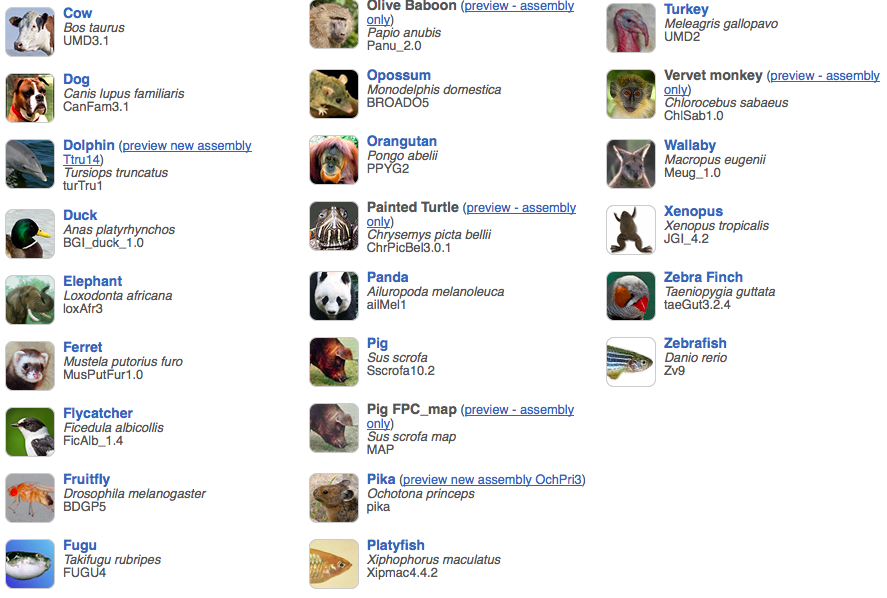 Cow
Bos taurus
UMD3.1
Dog
Canis lupus familiaris
CanFam3.1
Dolphin (preview new assembly
Ttru14)
Tursiops truncatus
turTru1
Duck
Anas platyrhynchos
BGI_duck_1.0
Elephant
Loxodonta africana
loxAfr3
Ferret
Mustela putorius furo
MusPutFur1.0
Flycatcher
Ficedula albicollis
FicAlb_1.4
Fruitfly
Drosophila melanogaster
BDGP5
Fugu
Takifugu rubripes
FUGU4
Olive Baboon (preview - assembly
only)
Papio anubis
Panu_2.0
Opossum
Monodelphis domestica
BROADO5
Orangutan
Pongo abelii
PPYG2
Painted Turtle (preview - assembly
only)
Chrysemys picta bellii
ChrPicBel3.0.1
Panda
Ailuropoda melanoleuca
ailMel1
Pig
Sus scrofa
Sscrofa10.2
Pig FPC_map (preview - assembly
only)
Sus scrofa map
MAP
Pika (preview new assembly OchPri3)
Ochotona princeps
pika
Platyfish
Xiphophorus maculatus
Xipmac4.4.2
Turkey
Meleagris gallopavo
UMD2
Vervet monkey (preview - assembly
only)
Chlorocebus sabaeus
ChlSab1.0
Wallaby
Macropus eugenii
Meug_1.0
Xenopus
Xenopus tropicalis
JGI_4.2
Zebra Finch
Taeniopygia guttata
taeGut3.2.4
Zebrafish
Danio rerio
Zv9